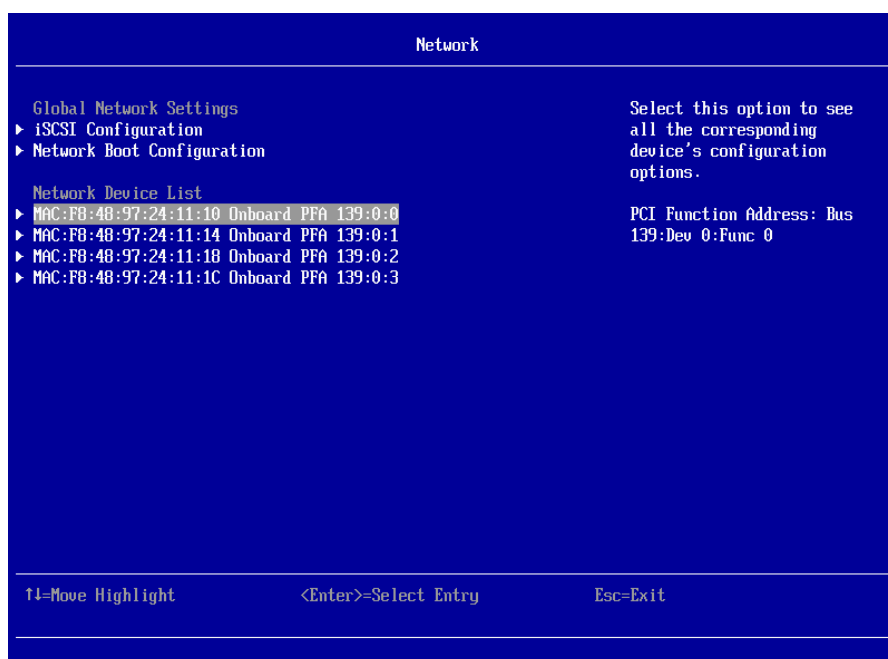 Network
Global Network Settings
iSCSI Configuration
Network Boot Configuration
Network Device List
MAC:F8:48:97:24:11:10 Onboard PFA 139:0:0
MAC:F8:48:97:24:11:14 Onboard PFA 139:0:1
MAC:F8:48:97:24:11:18 Onboard PFA 139:0:2
MAC:F8:48:97:24:11:1C Onboard PFA 139:0:3
Select this option to see
all the corresponding
device's configuration
options.
PCI Function Address: Bus
139:Dev 0:Func 0
↑↓=Move Highlight <Enter>=Select Entry Esc=Exit